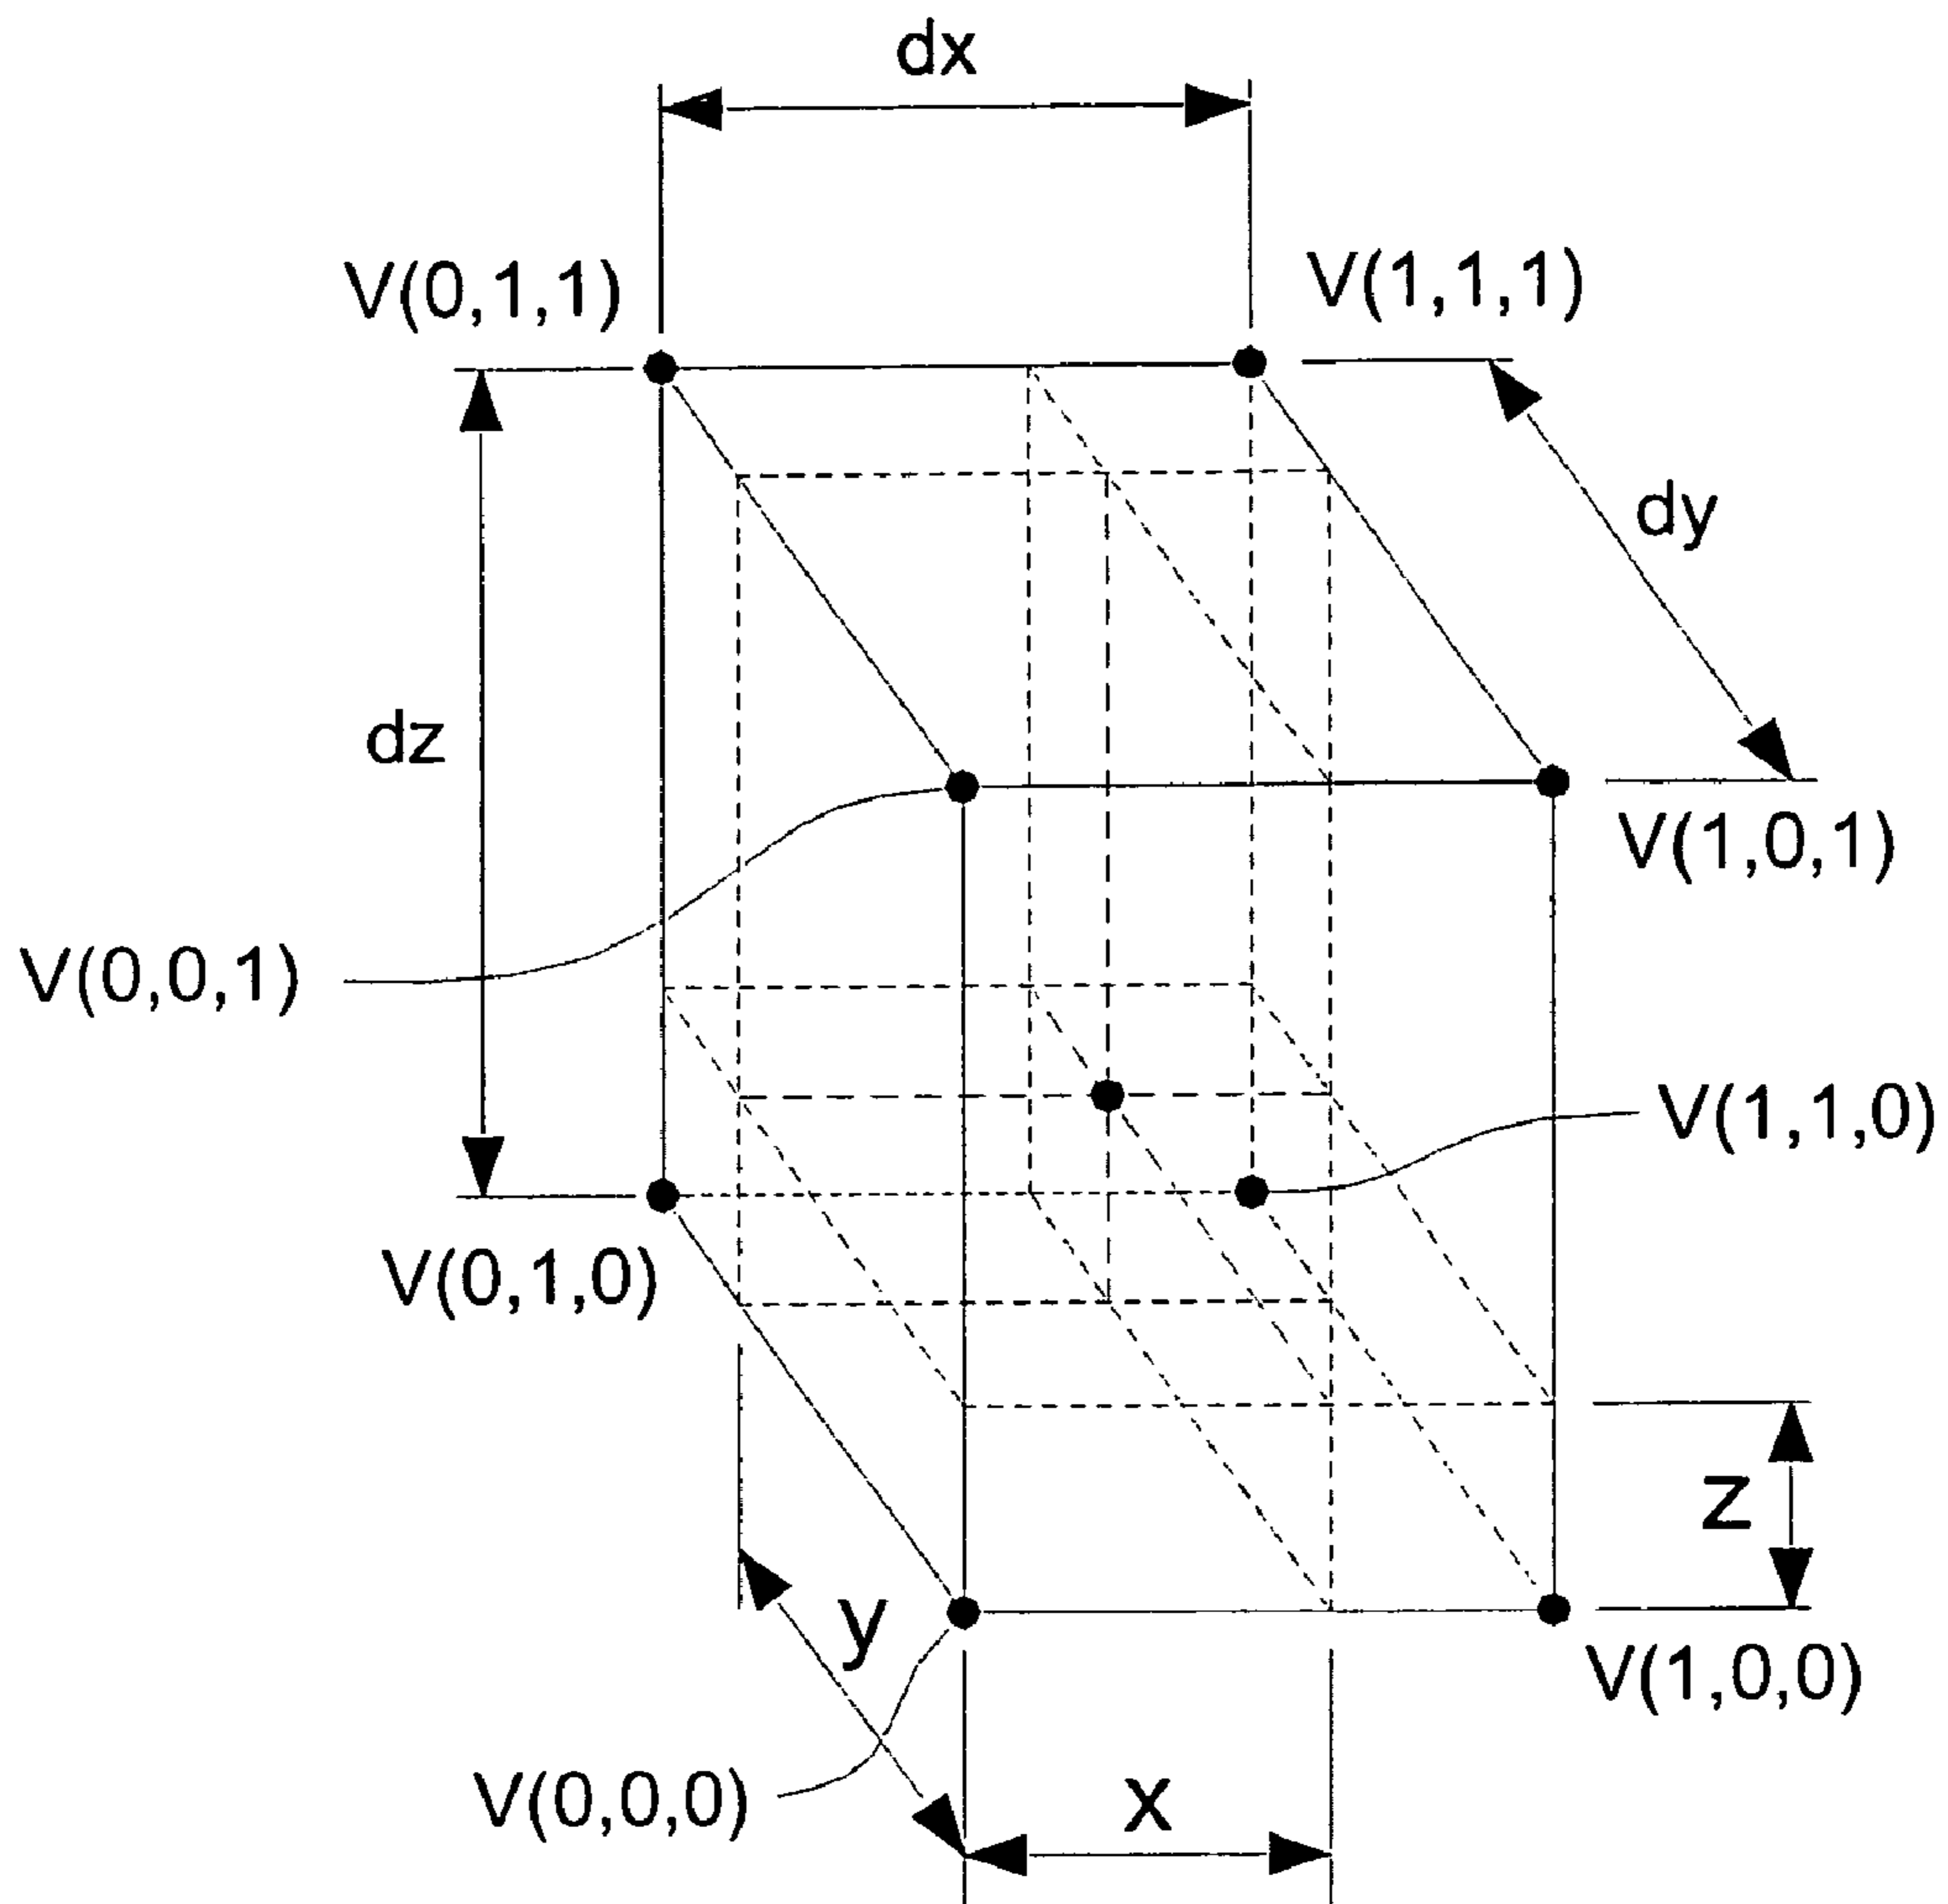 dx
V(0,1,1)
V(1,1,1)
dy
dz
V(1,0,1)
V(0,0,1)
V(1,1,0)
V(0,1,0)
z
y
V(1,0,0)
V(0,0,0)
x